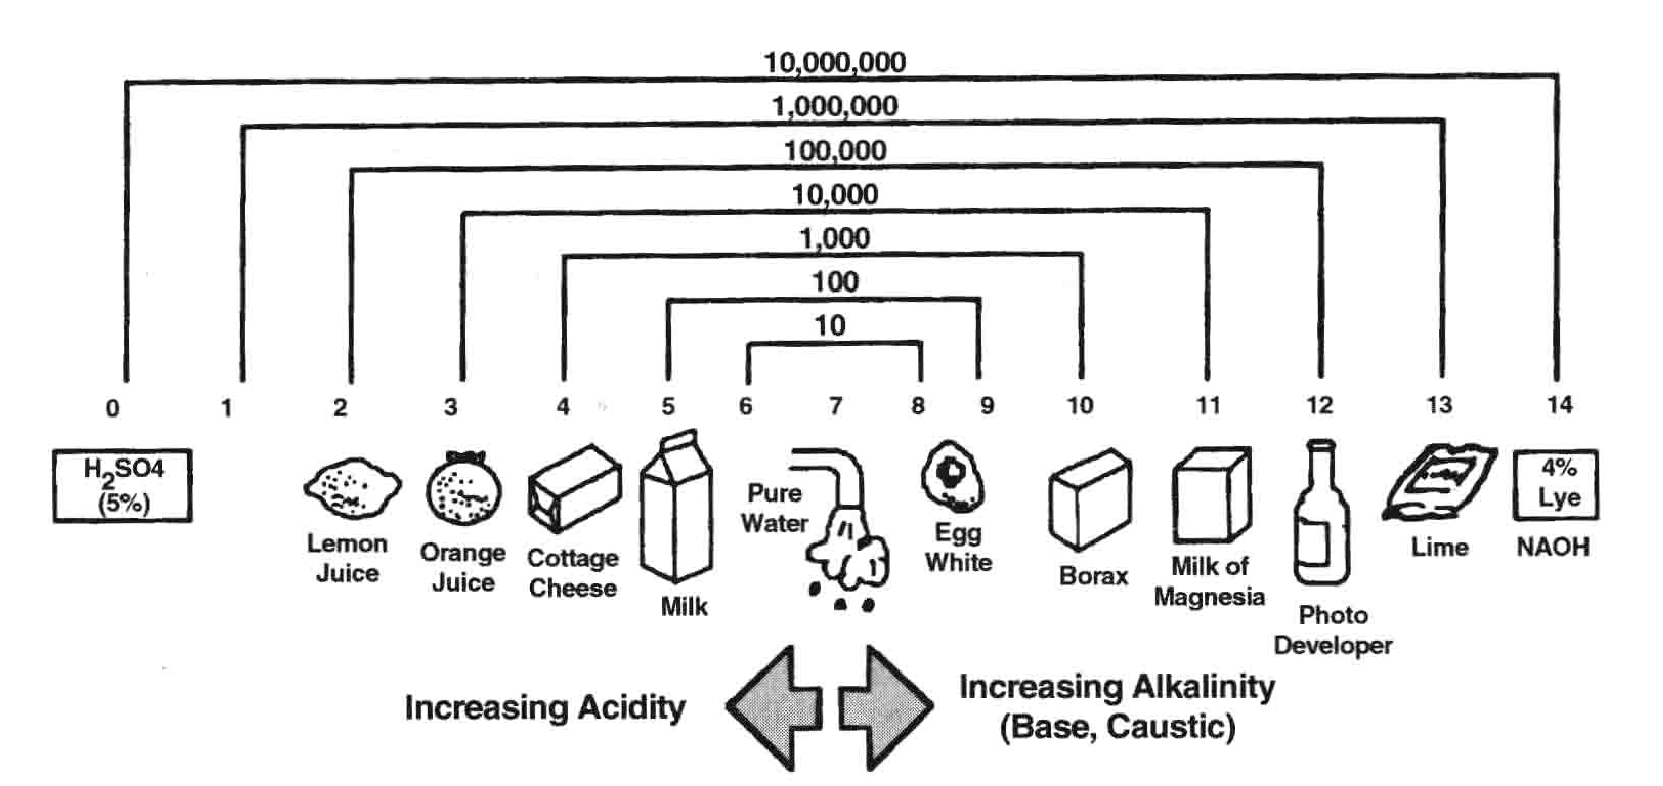 10,000,000
1,000,000
100,000
10,000
1,000
100
10
0 1 2 3 4 5 6 7 8 9 10 11 12 13 14
H2SO4
(5%)
Lemon
Juice
Orange
Juice
Cottage
Cheese
Milk
Pure
Water
Egg
White
Borax
Milk of
Magnesia
Photo
Developer
Lime
4%
Lye
NAOH
Increasing Acidity
Increasing Alkalinity
(Base, Caustic)